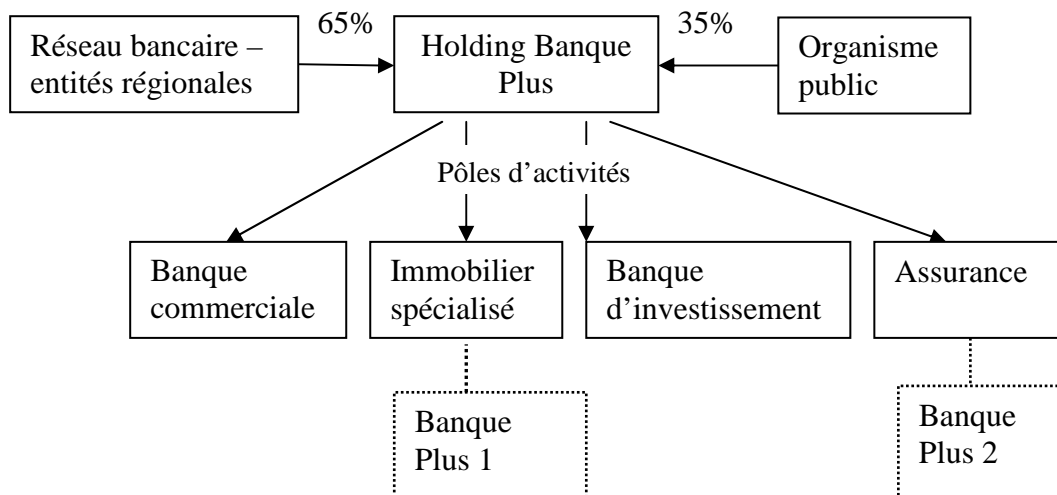 65%
35%
Réseau bancaire –
entités régionales
Holding Banque
Plus
Organisme
public
Pôles d’activités
Banque
commerciale
Immobilier
spécialisé
Banque
d’investissement
Assurance
Banque
Plus 1
Banque
Plus 2